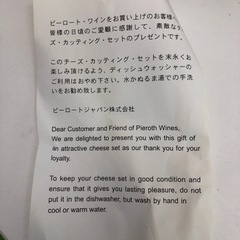 ピーロート・ワインをお買い上げのお客様へ
皆様の日頃のご愛顧に感謝して、素敵な
ズ・カッティング・セットのプレゼントです。
このチーズ・カッティング・セットを末永くお
楽しみ頂けるよう、ディッシュウォッシャーの
ご利用はおやめ下さい。水かぬるま湯での手洗い
をお勧め致します。
ピーロートジャパン株式会社
Dear Customer and Friend of Pieroth Wines,
We are delighted to present you with this gift of
an attractive cheese set as our thank you for your
loyalty.
To keep your cheese set in good condition and
ensure that it gives you lasting pleasure, do not
put it in the dishwasher, but wash by hand in
cool or warm water.